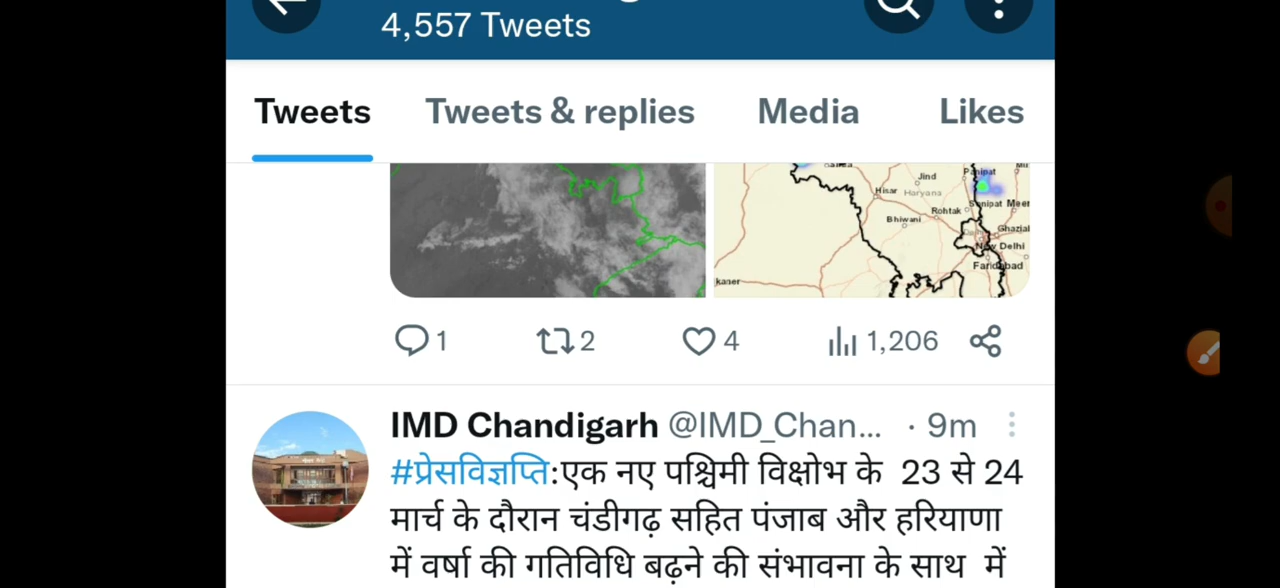 4,557 Tweets
Tweets Tweets & replies Media Likes
Jind
Panipat
Hisar Haryana
Rohtak Sonipat Meer
Bhiwani
Ghazial
New Delhi
Faridabad
kaner
1 2 4 1,206
IMD Chandigarh @IMD_Chan... · 9m
#प्रेसविज्ञप्ति:एक नए पश्चिमी विक्षोभ के 23 से 24
मार्च के दौरान चंडीगढ़ सहित पंजाब और हरियाणा
में वर्षा की गतिविधि बढ़ने की संभावना के साथ में